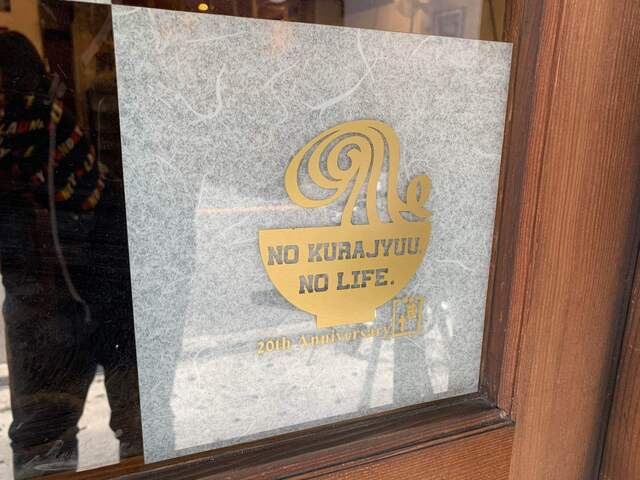 NO KURAJYUU,
NO LIFE.
20th Anniversary